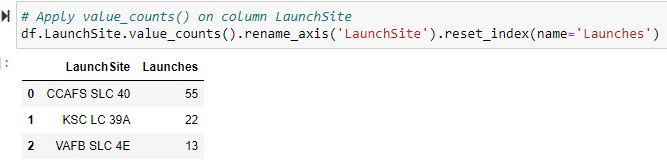 # Apply value_counts() on column LaunchSite
df.LaunchSite.value_counts().rename_axis('LaunchSite').reset_index(name='Launches')
:
LaunchSite Launches
0 CCAFS SLC 40 55
1 KSC LC 39A 22
2 VAFB SLC 4E 13